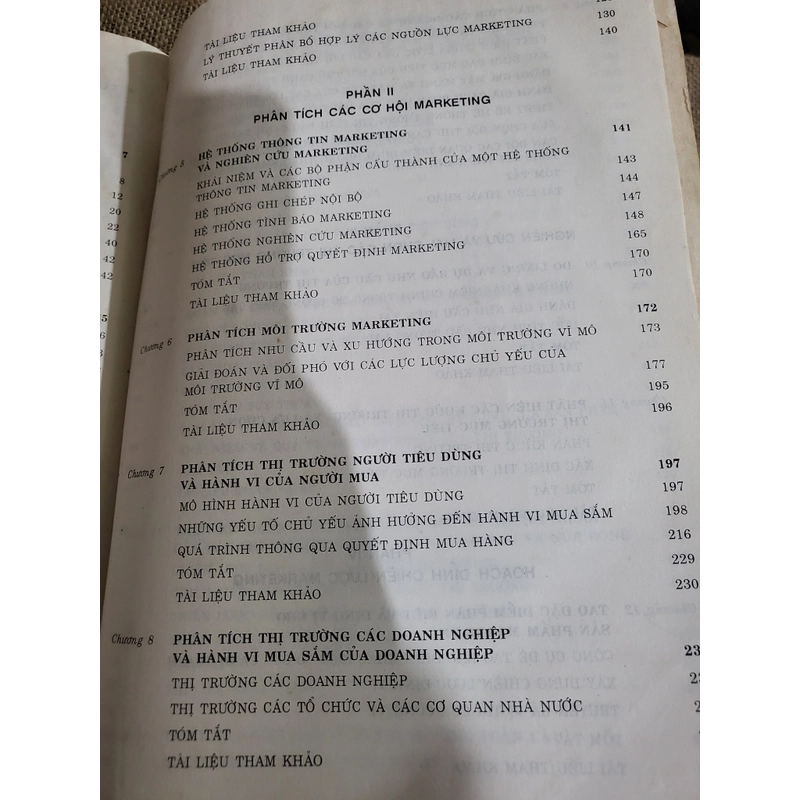 TÀI LIỆU THAM KHẢO
LÝ THUYẾT PHÂN BỐ HỢP LÝ CÁC NGUỒN LỰC MARKETING 130
TÀI LIỆU THAM KHẢO 140
PHẦN II
PHÂN TÍCH CÁC CƠ HỘI MARKETING
Chương 5 HỆ THỐNG THÔNG TIN MARKETING
VÀ NGHIÊN CỨU MARKETING 141
KHÁI NIỆM VÀ CÁC BỘ PHẬN CẤU THÀNH CỦA MỘT HỆ THỐNG
THÔNG TIN MARKETING 143
HỆ THỐNG GHI CHÉP NỘI BỘ 144
HỆ THỐNG TÌNH BÁO MARKETING 147
HỆ THỐNG NGHIÊN CỨU MARKETING 148
HỆ THỐNG HỖ TRỢ QUYẾT ĐỊNH MARKETING 165
TÓM TẮT 170
TÀI LIỆU THAM KHẢO 170
Chương 6 PHÂN TÍCH MÔI TRƯỜNG MARKETING 172
PHÂN TÍCH NHU CẦU VÀ XU HƯỚNG TRONG MÔI TRƯỜNG VĨ MÔ 173
GIẢI ĐOÁN VÀ ĐỐI PHÓ VỚI CÁC LỰC LƯỢNG CHỦ YẾU CỦA
MÔI TRƯỜNG VĨ MÔ 177
TÓM TẮT 195
TÀI LIỆU THAM KHẢO 196
Chương 7 PHÂN TÍCH THỊ TRƯỜNG NGƯỜI TIÊU DÙNG
VÀ HÀNH VI CỦA NGƯỜI MUA 197
MÔ HÌNH HÀNH VI CỦA NGƯỜI TIÊU DÙNG 197
NHỮNG YẾU TỐ CHỦ YẾU ẢNH HƯỞNG ĐẾN HÀNH VI MUA SẮM 198
QUÁ TRÌNH THÔNG QUA QUYẾT ĐỊNH MUA HÀNG 216
TÓM TẮT 229
TÀI LIỆU THAM KHẢO 230
Chương 8 PHÂN TÍCH THỊ TRƯỜNG CÁC DOANH NGHIỆP
VÀ HÀNH VI MUA SẮM CỦA DOANH NGHIỆP
THỊ TRƯỜNG CÁC DOANH NGHIỆP
THỊ TRƯỜNG CÁC TỔ CHỨC VÀ CÁC CƠ QUAN NHÀ NƯỚC
TÓM TẮT
TÀI LIỆU THAM KHẢO
7
8
12
20
22
40
42
42